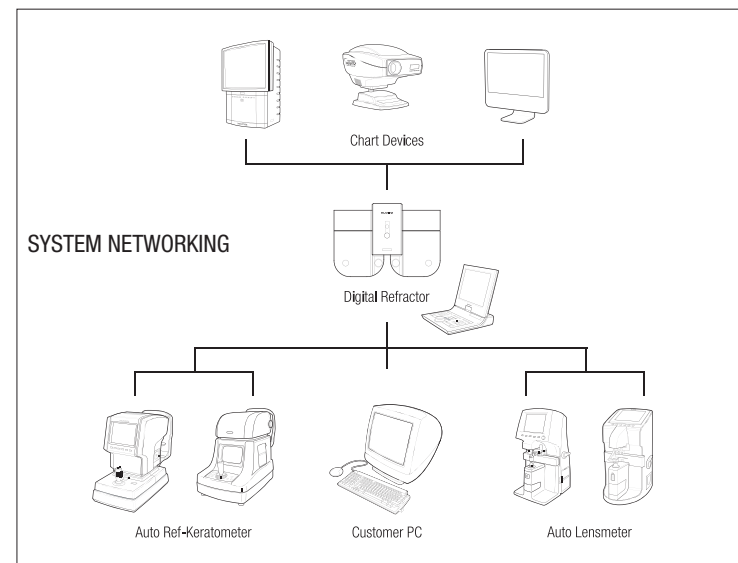 Chart Devices
SYSTEM NETWORKING
Digital Refractor
Auto Ref-Keratometer
Customer PC
Auto Lensmeter